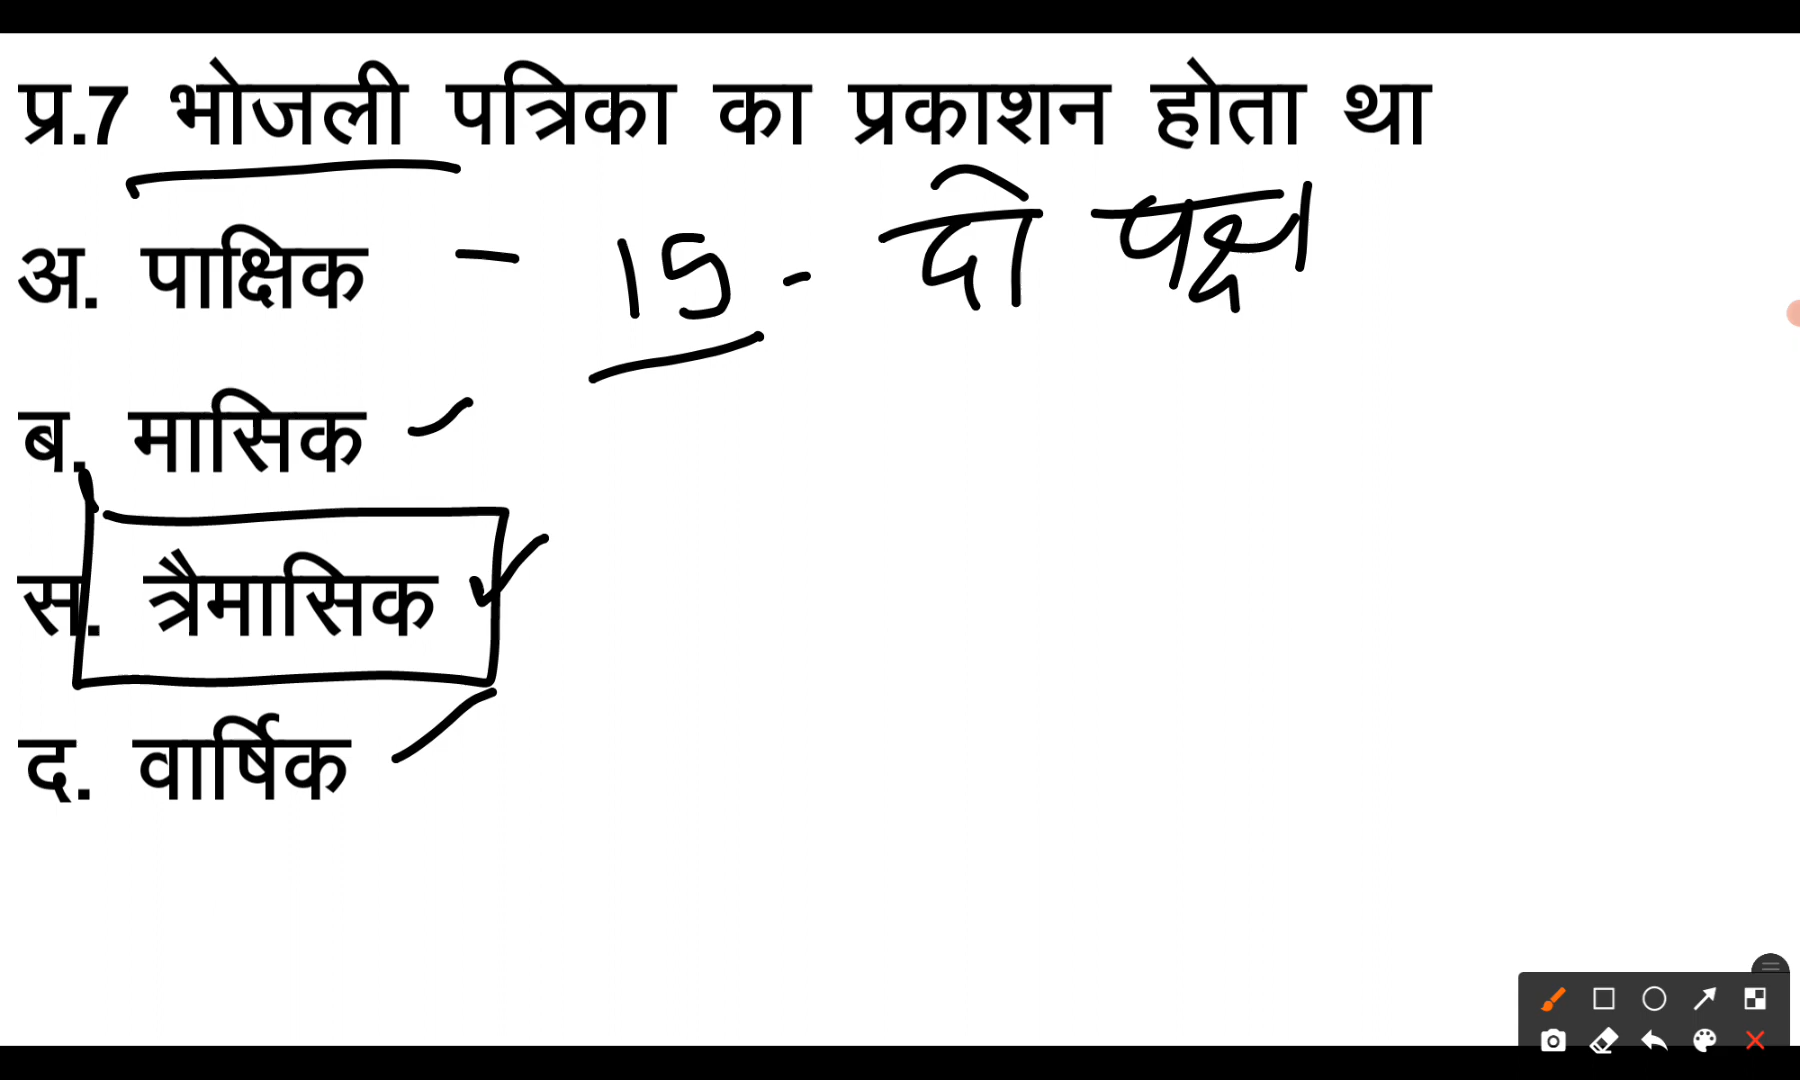 प्र.7 भोजली पत्रिका का प्रकाशन होता था
अ. पाक्षिक - 15 - दो पक्ष
ब. मासिक
स. त्रैमासिक
द. वार्षिक